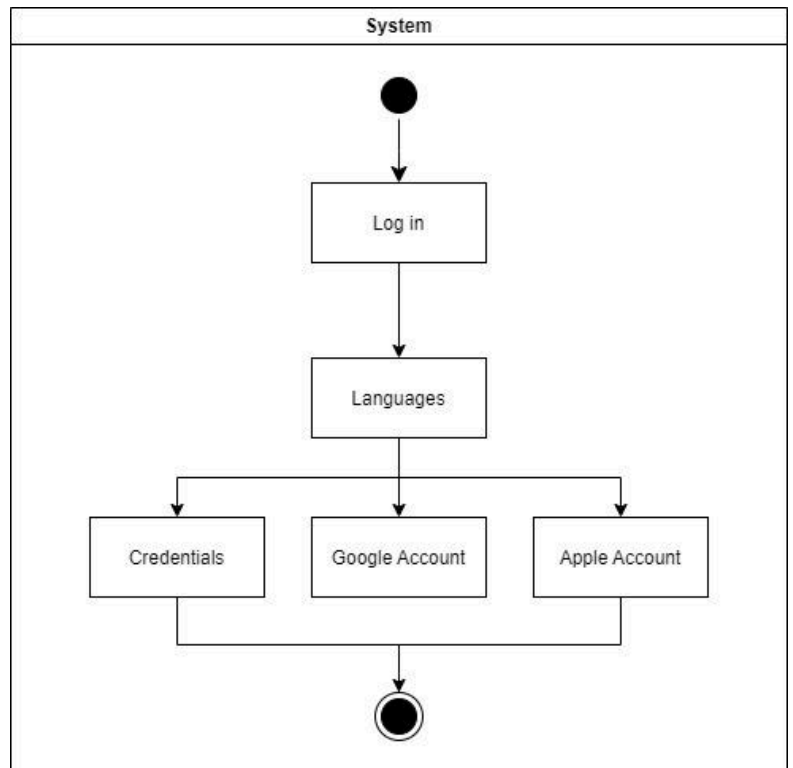 System
Log in
Languages
Credentials
Google Account
Apple Account